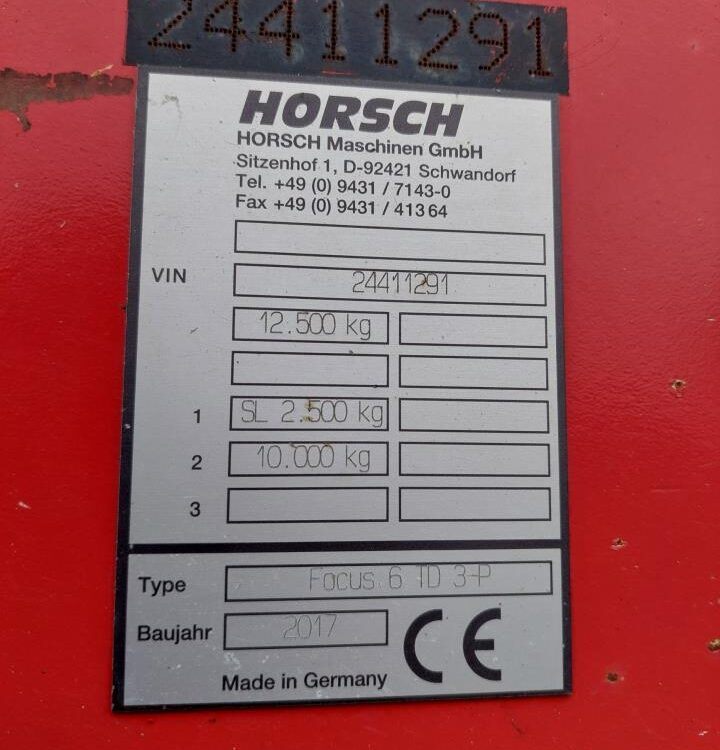 24411291
HORSCH
HORSCH Maschinen GmbH
Sitzenhof 1, D-92421 Schwandorf
Tel. +49 (0) 9431 / 7143-0
Fax +49 (0) 9431 / 41364
VIN 24411291
12.500 kg
1 SL 2.500 kg
2 10.000 kg
3
Type Focus 6 TD 3-P
Baujahr 2017 CE
Made in Germany